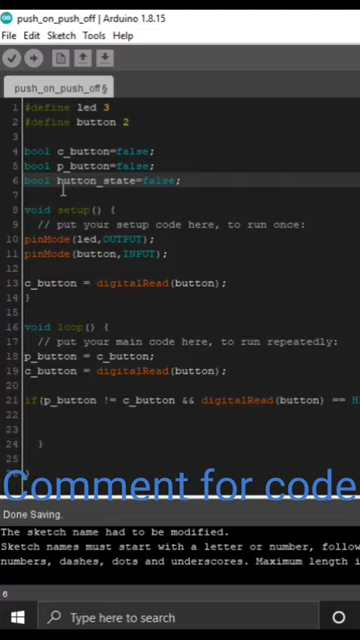 push_on_push_off | Arduino 1.8.15
File Edit Sketch Tools Help
push_on_push_off§
1 #define led 3
2 #define button 2
3
4 bool c_button=false;
5 bool p_button=false;
6 bool button_state=false;
7
8 void setup() {
9 // put your setup code here, to run once:
10 pinMode(led,OUTPUT);
11 pinMode(button,INPUT);
12
13 c_button = digitalRead(button);
14 }
15
16 void loop() {
17 // put your main code here, to run repeatedly:
18 p_button = c_button;
19 c_button = digitalRead(button);
20
21 if(p_button != c_button && digitalRead(button) == H
22
23
24 }
25
Comment for code
}
Done Saving.
The sketch name had to be modified.
Sketch names must start with a letter or number, follow
numbers, dashes, dots and underscores. Maximum length i
6
Type here to search